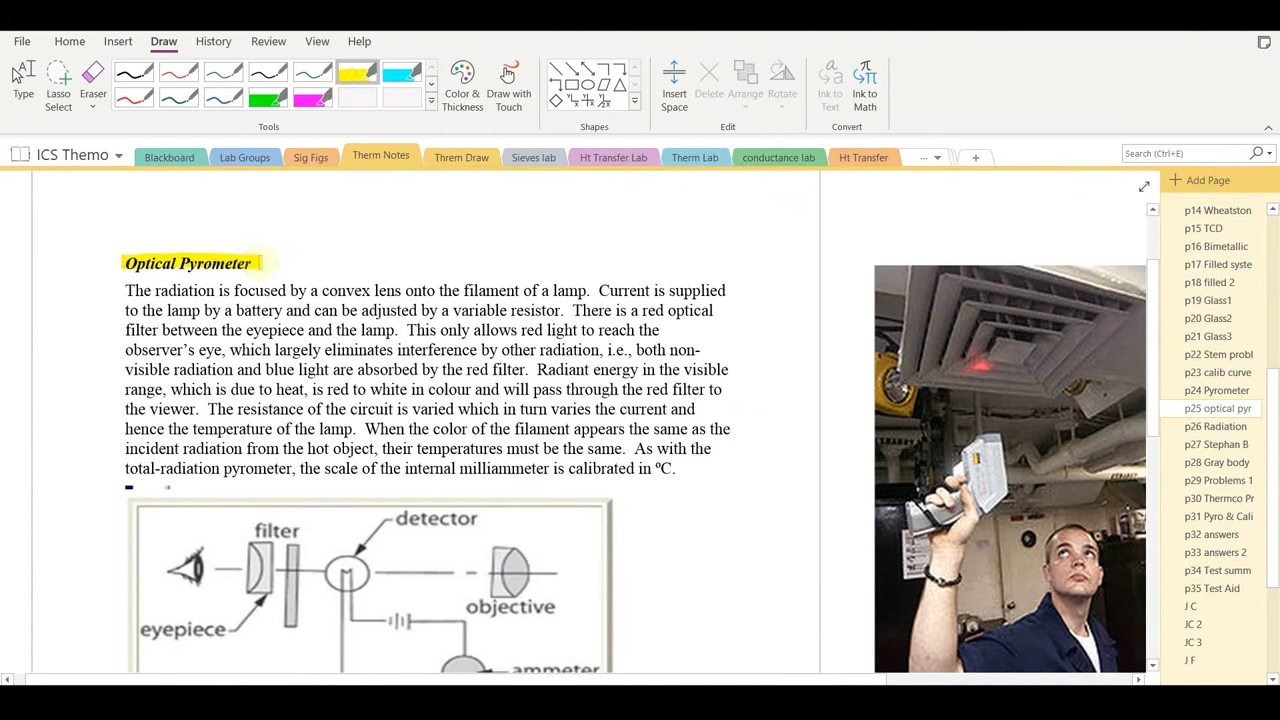 File Home Insert Draw History Review View Help
Type
Lasso Select
Eraser
Color & Thickness
Draw with Touch
Insert Space
Delete
Arrange
Rotate
Ink to Text
Ink to Math
Tools
Shapes
Edit
Convert
ICS Themo
Blackboard
Lab Groups
Sig Figs
Therm Notes
Threm Draw
Sieves lab
Ht Transfer Lab
Therm Lab
conductance lab
Ht Transfer
...
Search (Ctrl+E)
Add Page
Optical Pyrometer
The radiation is focused by a convex lens onto the filament of a lamp. Current is supplied
to the lamp by a battery and can be adjusted by a variable resistor. There is a red optical
filter between the eyepiece and the lamp. This only allows red light to reach the
observer's eye, which largely eliminates interference by other radiation, i.e., both non-
visible radiation and blue light are absorbed by the red filter. Radiant energy in the visible
range, which is due to heat, is red to white in colour and will pass through the red filter to
the viewer. The resistance of the circuit is varied which in turn varies the current and
hence the temperature of the lamp. When the color of the filament appears the same as the
incident radiation from the hot object, their temperatures must be the same. As with the
total-radiation pyrometer, the scale of the internal milliammeter is calibrated in ºC.
filter
detector
eyepiece
objective
ammeter
p14 Wheatston
p15 TCD
p16 Bimetallic
p17 Filled syste
p18 filled 2
p19 Glass1
p20 Glass2
p21 Glass3
p22 Stem probl
p23 calib curve
p24 Pyrometer
p25 optical pyr
p26 Radiation
p27 Stephan B
p28 Gray body
p29 Problems 1
p30 Thermco Pr
p31 Pyro & Cali
p32 answers
p33 answers 2
p34 Test summ
p35 Test Aid
J C
JC 2
JC 3
J F